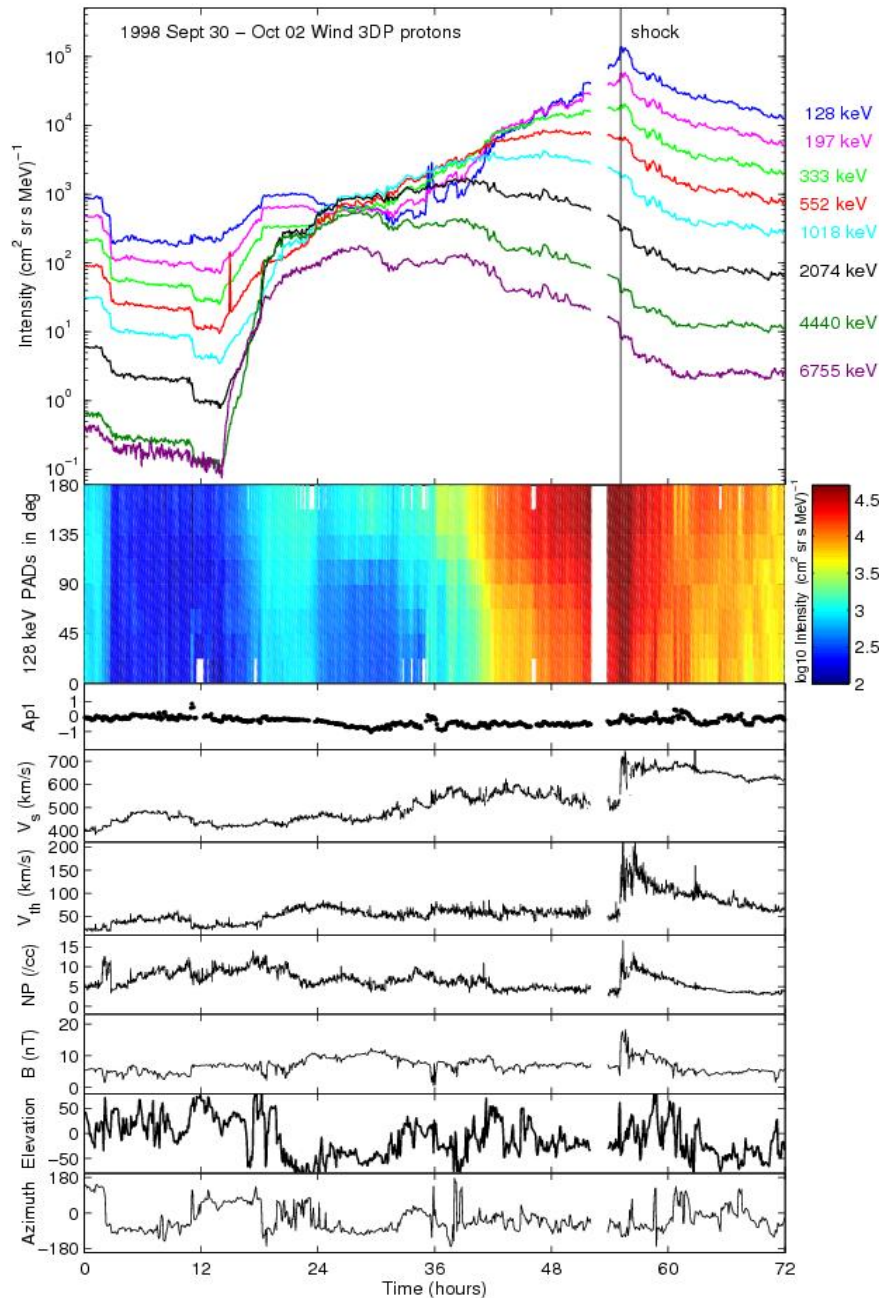 1998 Sept 30 – Oct 02 Wind 3DP protons
shock
10^5
10^4
10^3
10^2
10^1
10^0
10^-1
Intensity (cm^2 sr s MeV)^-1
128 keV
197 keV
333 keV
552 keV
1018 keV
2074 keV
4440 keV
6755 keV
180
135
90
45
0
128 keV PADs in deg
4.5
4
3.5
3
2.5
2
log10 Intensity (cm^2 sr s MeV)^-1
1
0
−1
Ap1
700
600
500
400
V_s (km/s)
200
150
100
50
V_th (km/s)
15
10
5
0
NP (/cc)
20
10
0
B (nT)
50
0
−50
Elevation
180
0
−180
Azimuth
0 12 24 36 48 60 72
Time (hours)